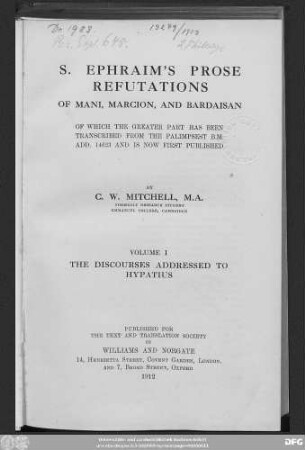 S. EPHRAIM'S PROSE
REFUTATIONS
OF MANI, MARCION, AND BARDAISAN
OF WHICH THE GREATER PART HAS BEEN
TRANSCRIBED FROM THE PALIMPSEST B.M.
ADD. 14623 AND IS NOW FIRST PUBLISHED
BY
C. W. MITCHELL, M.A.
FORMERLY RESEARCH STUDENT
EMMANUEL COLLEGE, CAMBRIDGE
VOLUME I
THE DISCOURSES ADDRESSED TO
HYPATIUS
PUBLISHED FOR
THE TEXT AND TRANSLATION SOCIETY
BY
WILLIAMS AND NORGATE
14, HENRIETTA STREET, COVENT GARDEN, LONDON,
AND 7, BROAD STREET, OXFORD
1912
DFG